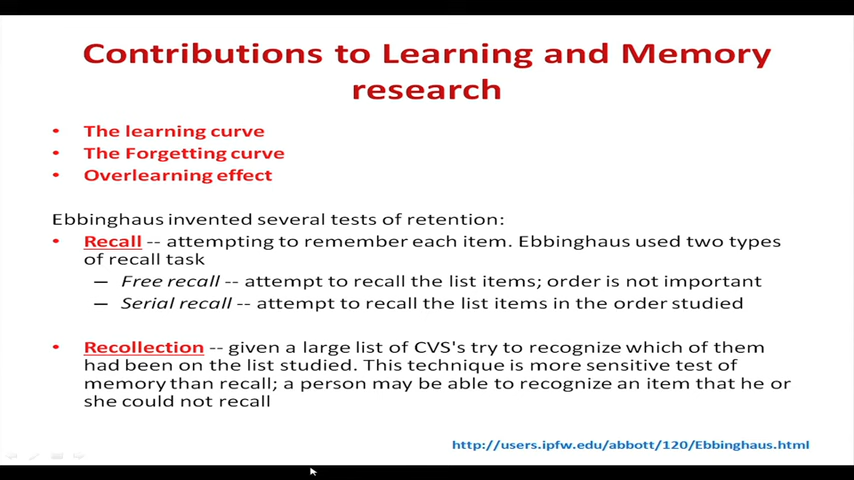 Contributions to Learning and Memory
research
• The learning curve
• The Forgetting curve
• Overlearning effect
Ebbinghaus invented several tests of retention:
• Recall -- attempting to remember each item. Ebbinghaus used two types
of recall task
– Free recall -- attempt to recall the list items; order is not important
– Serial recall -- attempt to recall the list items in the order studied
• Recollection -- given a large list of CVS's try to recognize which of them
had been on the list studied. This technique is more sensitive test of
memory than recall; a person may be able to recognize an item that he or
she could not recall
http://users.ipfw.edu/abbott/120/Ebbinghaus.html